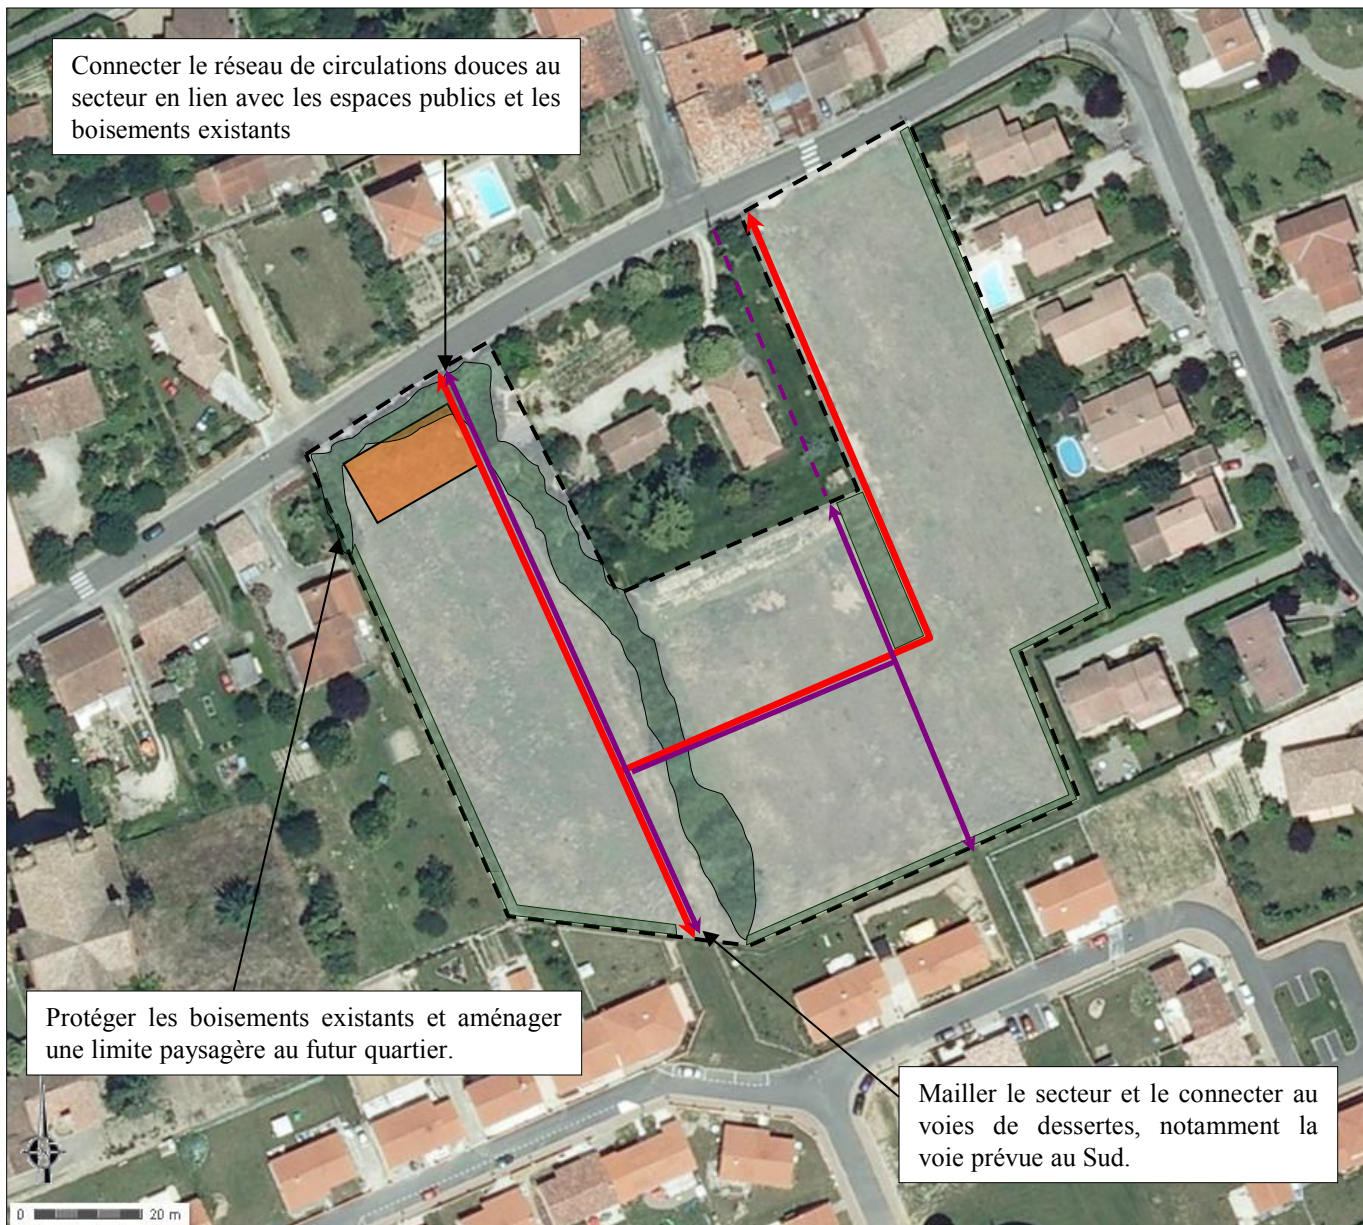 Connecter le réseau de circulations douces au
secteur en lien avec les espaces publics et les
boisements existants
Protéger les boisements existants et aménager
une limite paysagère au futur quartier.
Mailler le secteur et le connecter au
voies de dessertes, notamment la
voie prévue au Sud.
0 20 m